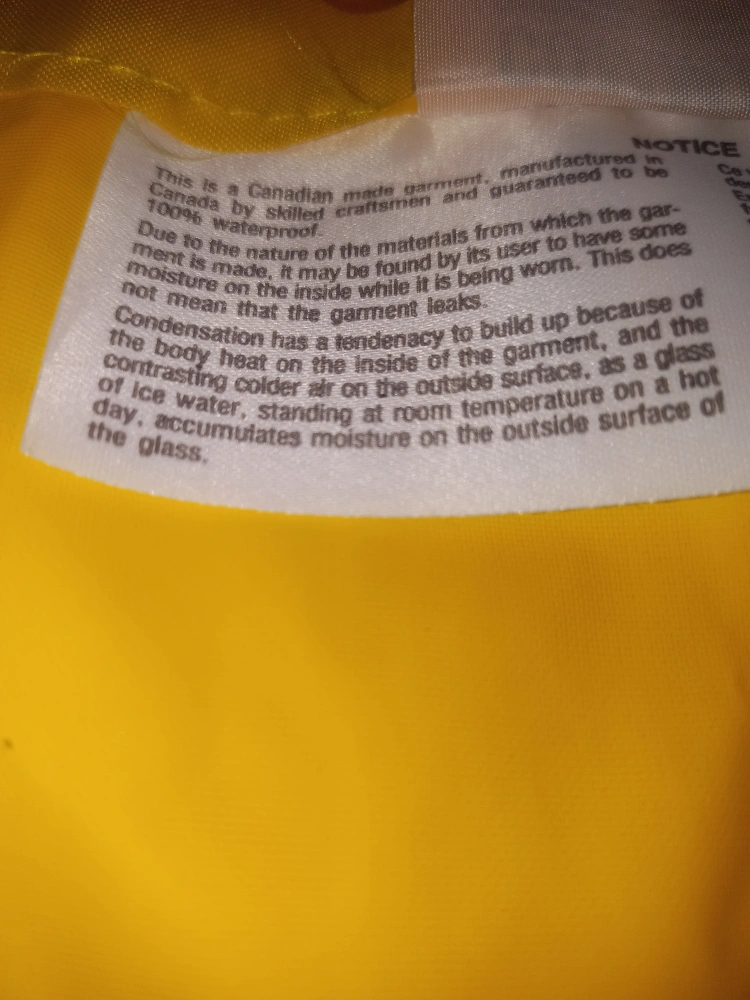 NOTICE
This is a Canadian made garment, manufactured in
Canada by skilled craftsmen and guaranteed to be
100% waterproof.
Due to the nature of the materials from which the gar-
ment is made, it may be found by its user to have some
moisture on the inside while it is being worn. This does
not mean that the garment leaks.
Condensation has a tendenacy to build up because of
the body heat on the inside of the garment, and the
contrasting colder air on the outside surface, as a glass
of ice water, standing at room temperature on a hot
day, accumulates moisture on the outside surface of
the glass.
Ce